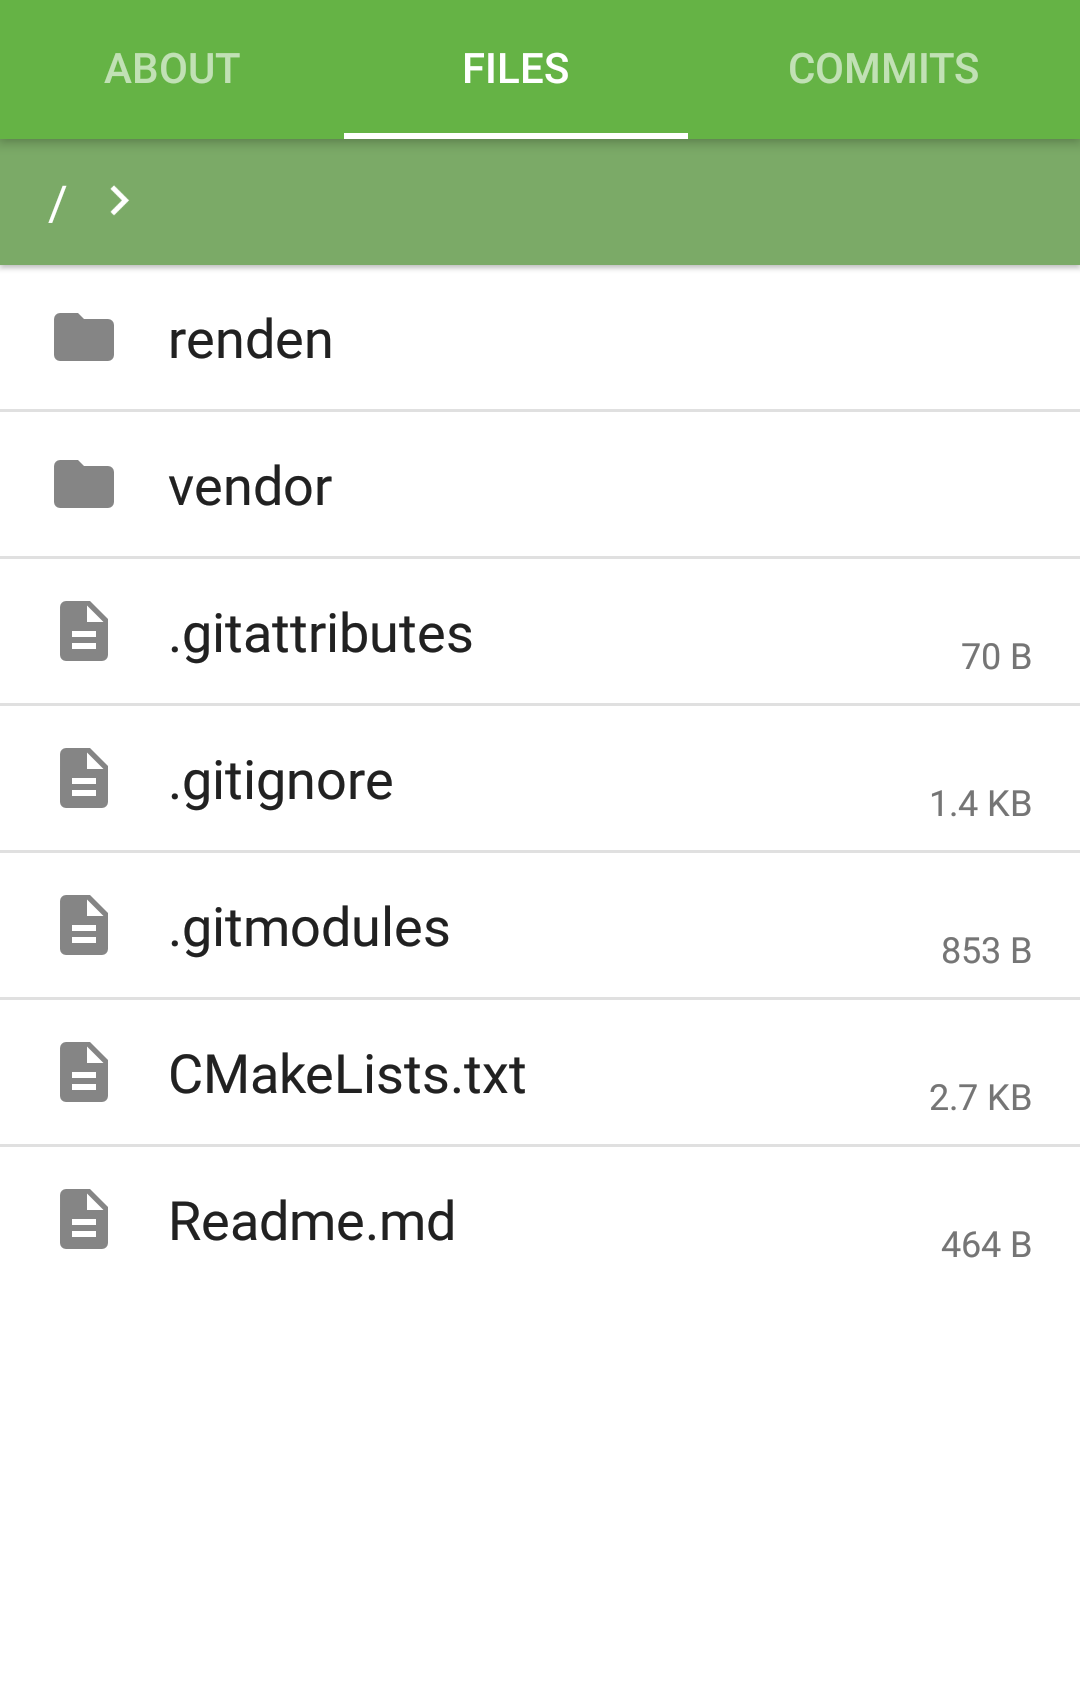 ABOUT FILES COMMITS
/ >
renden
vendor
.gitattributes 70 B
.gitignore 1.4 KB
.gitmodules 853 B
CMakeLists.txt 2.7 KB
Readme.md 464 B